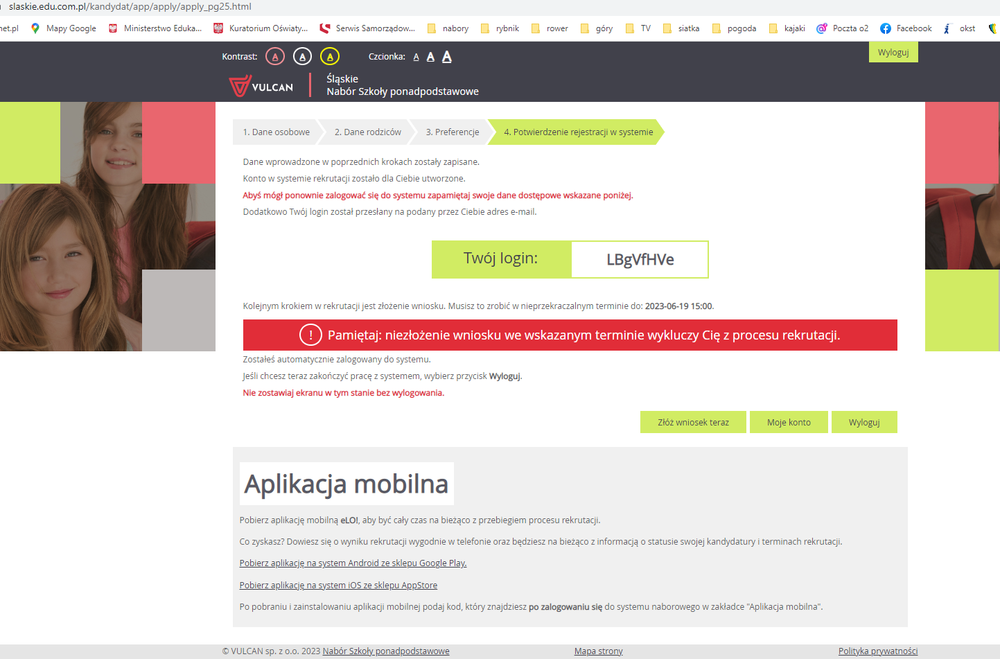 slaskie.edu.com.pl/kandydat/app/apply/apply_pg25.html
net.pl Mapy Google Ministerstwo Eduka... Kuratorium Oświaty... Serwis Samorządow... nabory rybnik rower góry TV siatka pogoda kajaki Poczta o2 Facebook okst
Kontrast: A A A Czcionka: A A A
Wyloguj
VULCAN
Śląskie
Nabór Szkoły ponadpodstawowe
1. Dane osobowe 2. Dane rodziców 3. Preferencje 4. Potwierdzenie rejestracji w systemie
Dane wprowadzone w poprzednich krokach zostały zapisane.
Konto w systemie rekrutacji zostało dla Ciebie utworzone.
Abyś mógł ponownie zalogować się do systemu zapamiętaj swoje dane dostępowe wskazane poniżej.
Dodatkowo Twój login został przesłany na podany przez Ciebie adres e-mail.
Twój login: LBgVfHVe
Kolejnym krokiem w rekrutacji jest złożenie wniosku. Musisz to zrobić w nieprzekraczalnym terminie do: 2023-06-19 15:00.
! Pamiętaj: niezłożenie wniosku we wskazanym terminie wykluczy Cię z procesu rekrutacji.
Zostałeś automatycznie zalogowany do systemu.
Jeśli chcesz teraz zakończyć pracę z systemem, wybierz przycisk Wyloguj.
Nie zostawiaj ekranu w tym stanie bez wylogowania.
Złóż wniosek teraz Moje konto Wyloguj
Aplikacja mobilna
Pobierz aplikację mobilną eLO!, aby być cały czas na bieżąco z przebiegiem procesu rekrutacji.
Co zyskasz? Dowiesz się o wyniku rekrutacji wygodnie w telefonie oraz będziesz na bieżąco z informacją o statusie swojej kandydatury i terminach rekrutacji.
Pobierz aplikację na system Android ze sklepu Google Play.
Pobierz aplikację na system iOS ze sklepu AppStore
Po pobraniu i zainstalowaniu aplikacji mobilnej podaj kod, który znajdziesz po zalogowaniu się do systemu naborowego w zakładce "Aplikacja mobilna".
© VULCAN sp. z o.o. 2023 Nabór Szkoły ponadpodstawowe Mapa strony Polityka prywatności